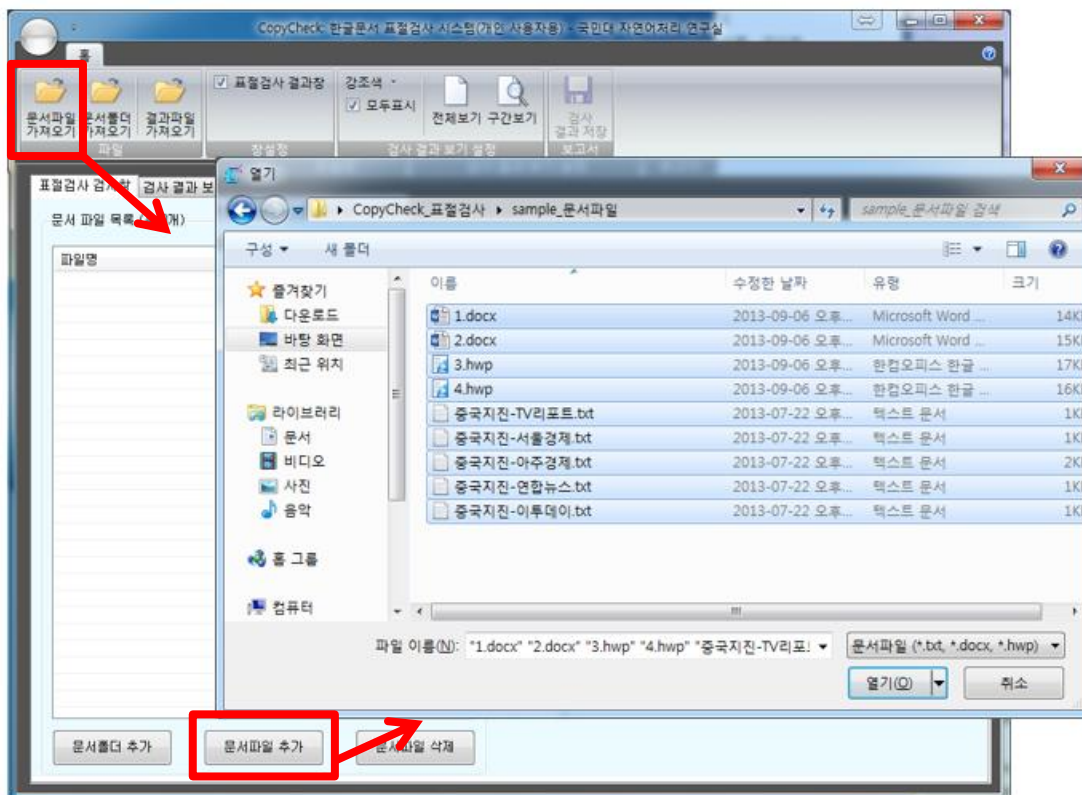 CopyCheck: 한글문서 표절검사 시스템(개인 사용자용) - 국민대 자연어처리 연구실
홈
문서파일 가져오기
문서폴더 가져오기
결과파일 가져오기
파일
표절검사 결과창
창설정
강조색
모두표시
전체보기 구간보기
검사 결과 보기 설정
검사 결과 저장
보고서
표절검사
검사 결과 보
문서 파일 목록
파일명
열기
CopyCheck_표절검사 ▸ sample_문서파일
sample_문서파일 검색
구성
새 폴더
즐겨찾기
다운로드
바탕 화면
최근 위치
라이브러리
문서
비디오
사진
음악
홈 그룹
컴퓨터
이름 수정한 날짜 유형 크기
1.docx 2013-09-06 오후... Microsoft Word ... 14K
2.docx 2013-09-06 오후... Microsoft Word ... 15K
3.hwp 2013-09-06 오후... 한컴오피스 한글 ... 17K
4.hwp 2013-09-06 오후... 한컴오피스 한글 ... 16K
중국지진-TV리포트.txt 2013-07-22 오후... 텍스트 문서 1K
중국지진-서울경제.txt 2013-07-22 오후... 텍스트 문서 1K
중국지진-아주경제.txt 2013-07-22 오후... 텍스트 문서 2K
중국지진-연합뉴스.txt 2013-07-22 오후... 텍스트 문서 1K
중국지진-이투데이.txt 2013-07-22 오후... 텍스트 문서 1K
파일 이름(N): "1.docx" "2.docx" "3.hwp" "4.hwp" "중국지진-TV리포!
문서파일 (*.txt, *.docx, *.hwp)
열기(O)
취소
문서폴더 추가
문서파일 추가
문서파일 삭제